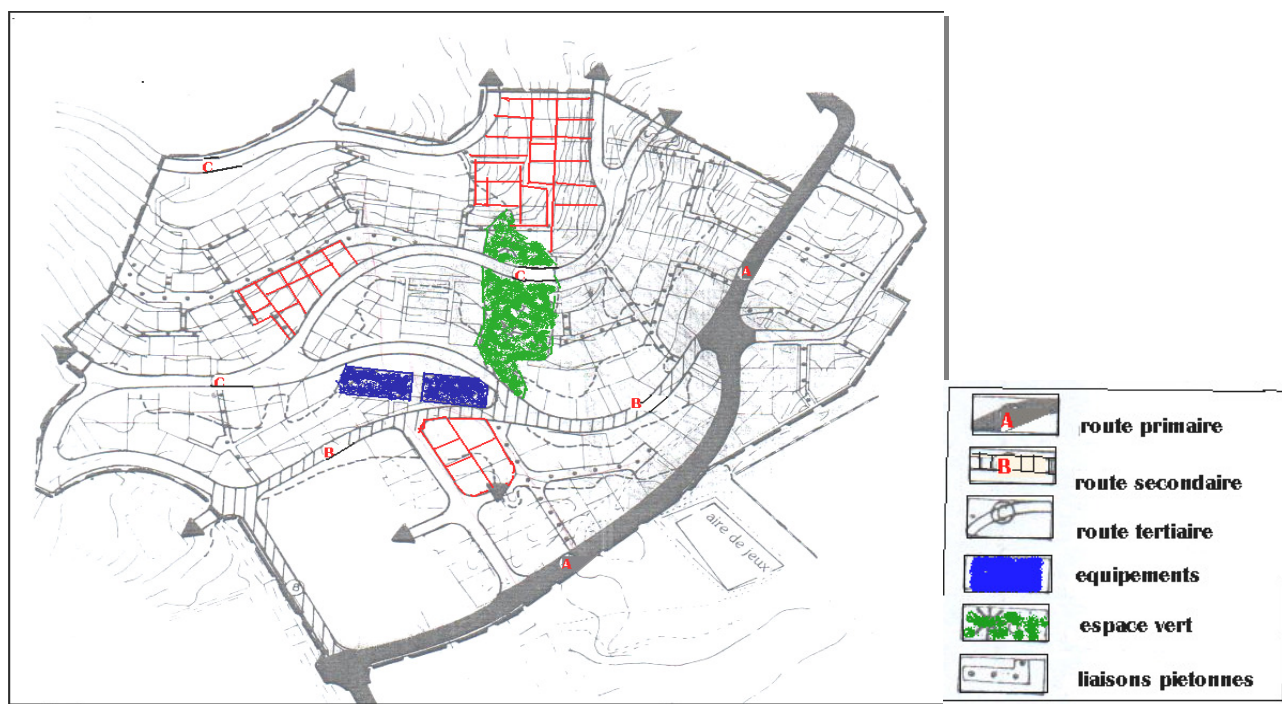 C
A
C
C
B
B
B
A
aire de jeux
A
route primaire
B
route secondaire
C
route tertiaire
equipements
espace vert
liaisons pietonnes